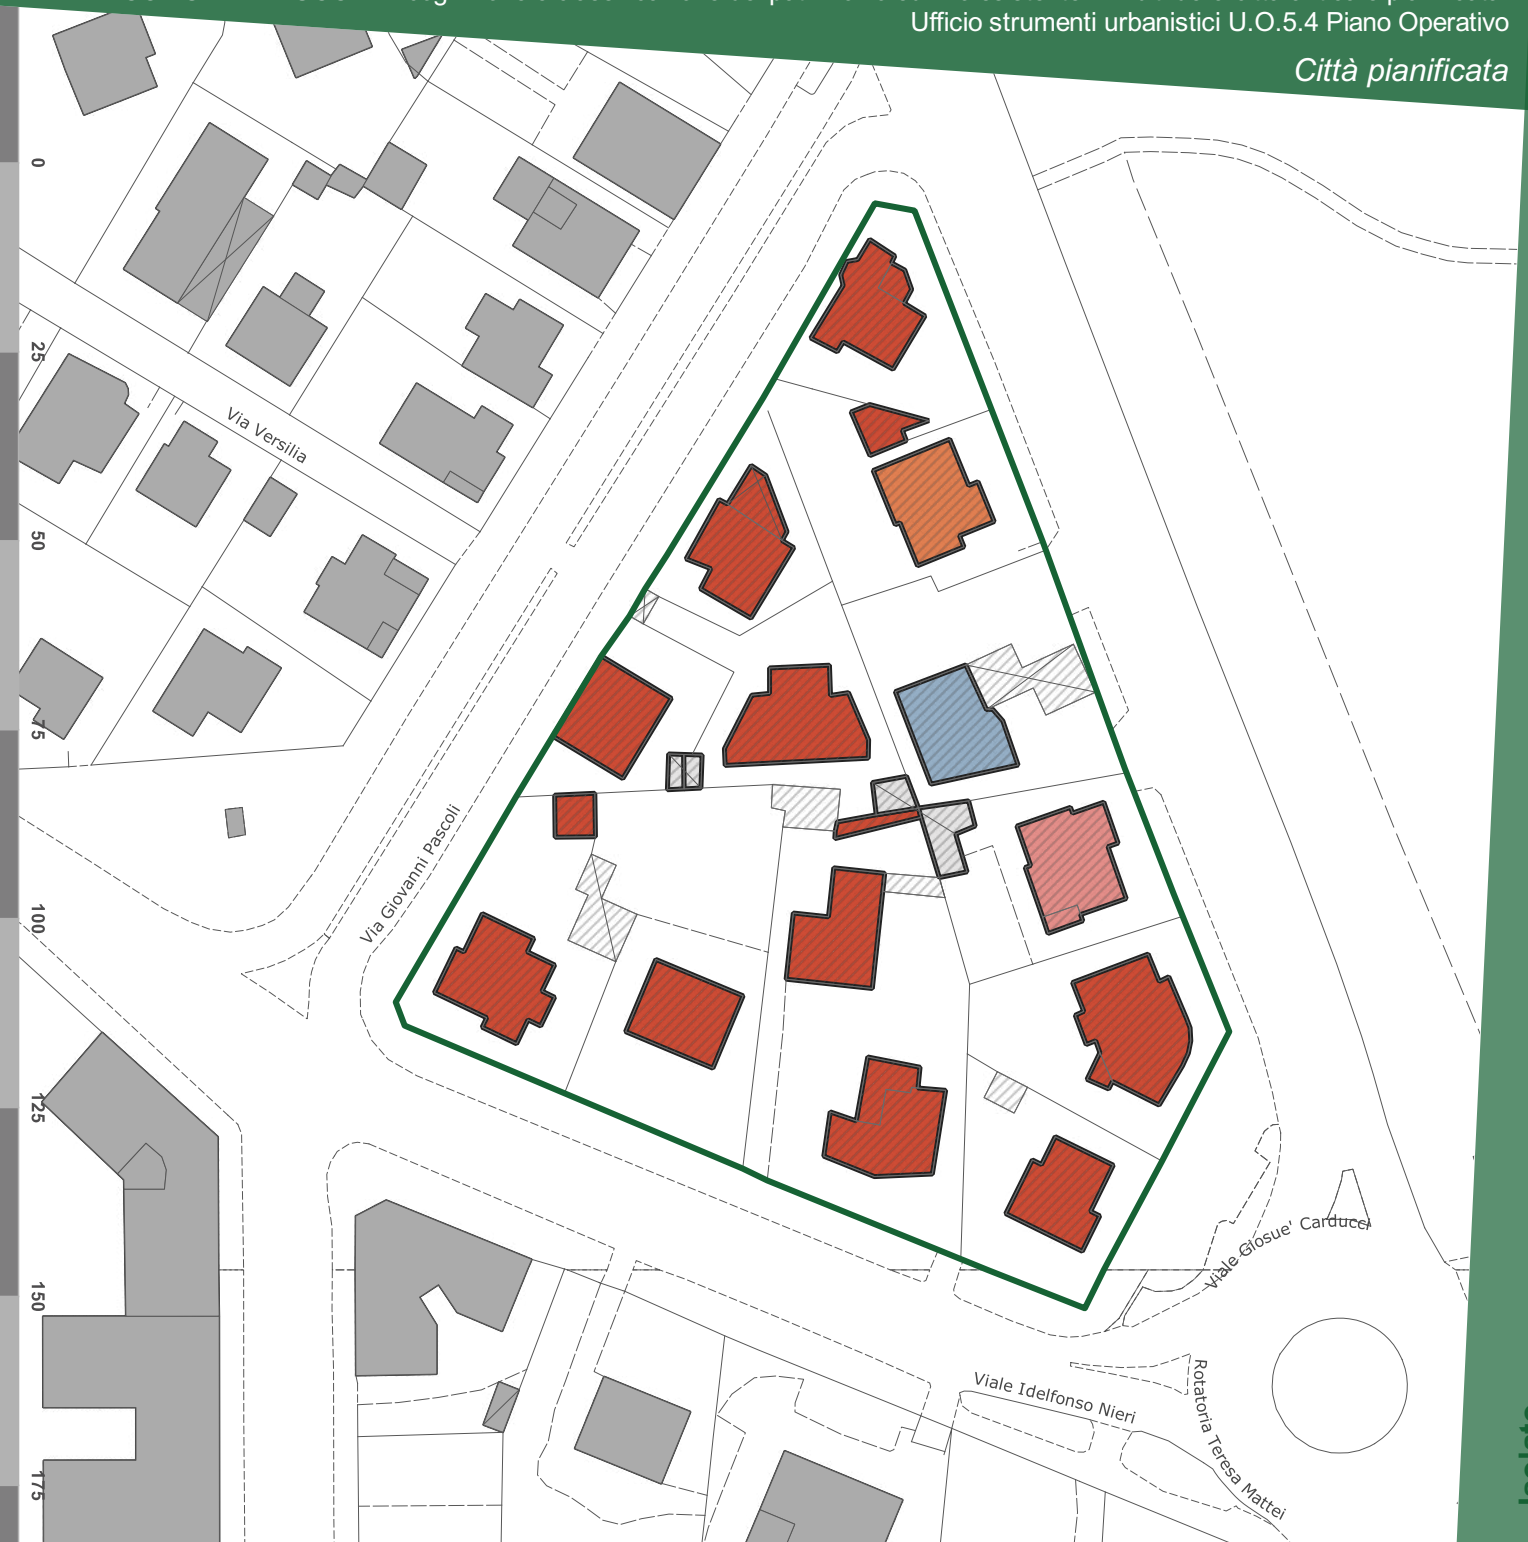 Ufficio strumenti urbanistici U.O.5.4 Piano Operativo
Città pianificata
0
25
50
75
100
125
150
175
Via Versilia
Via Giovanni Pascoli
Viale Giosue' Carducci
Viale Idelfonso Nieri
Rotatoria Teresa Mattei